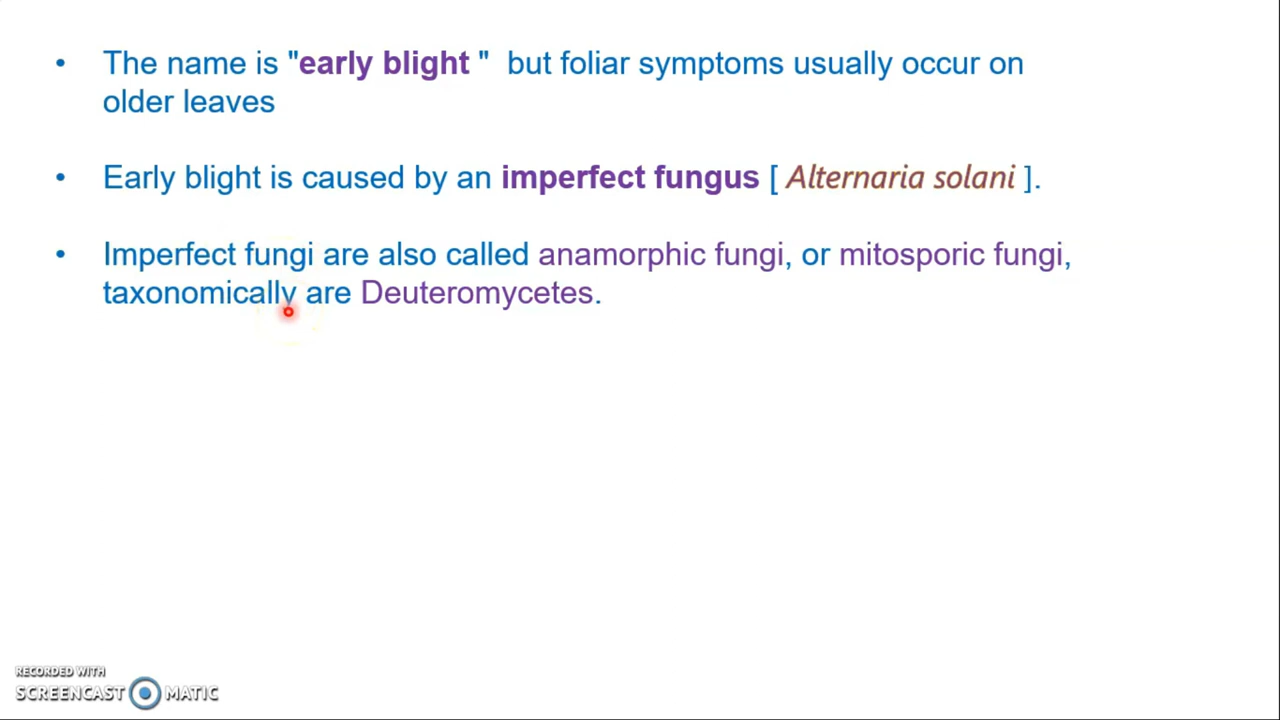 • The name is "early blight " but foliar symptoms usually occur on
older leaves
• Early blight is caused by an imperfect fungus [ Alternaria solani ].
• Imperfect fungi are also called anamorphic fungi, or mitosporic fungi,
taxonomically are Deuteromycetes.
RECORDED WITH
SCREENCAST MATIC